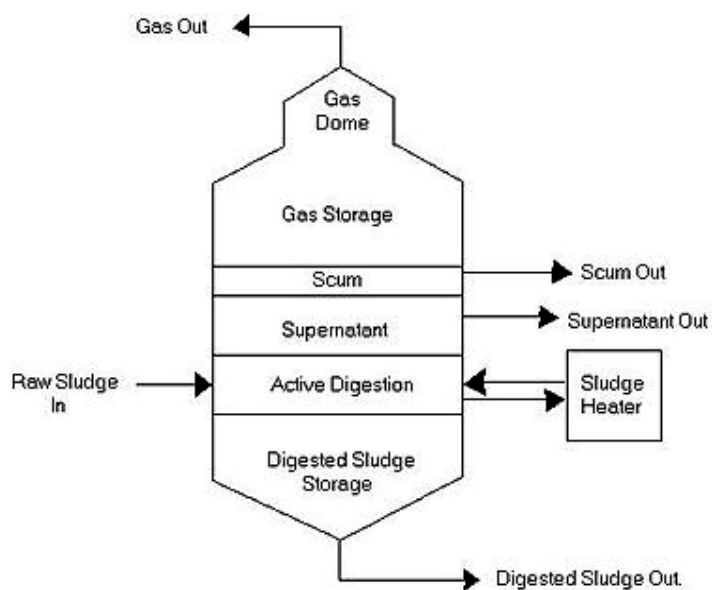 Gas Out
Gas
Dome
Gas Storage
Scum
Scum Out
Supernatant
Supernatant Out
Raw Sludge
In
Active Digestion
Sludge
Heater
Digested Sludge
Storage
Digested Sludge Out.